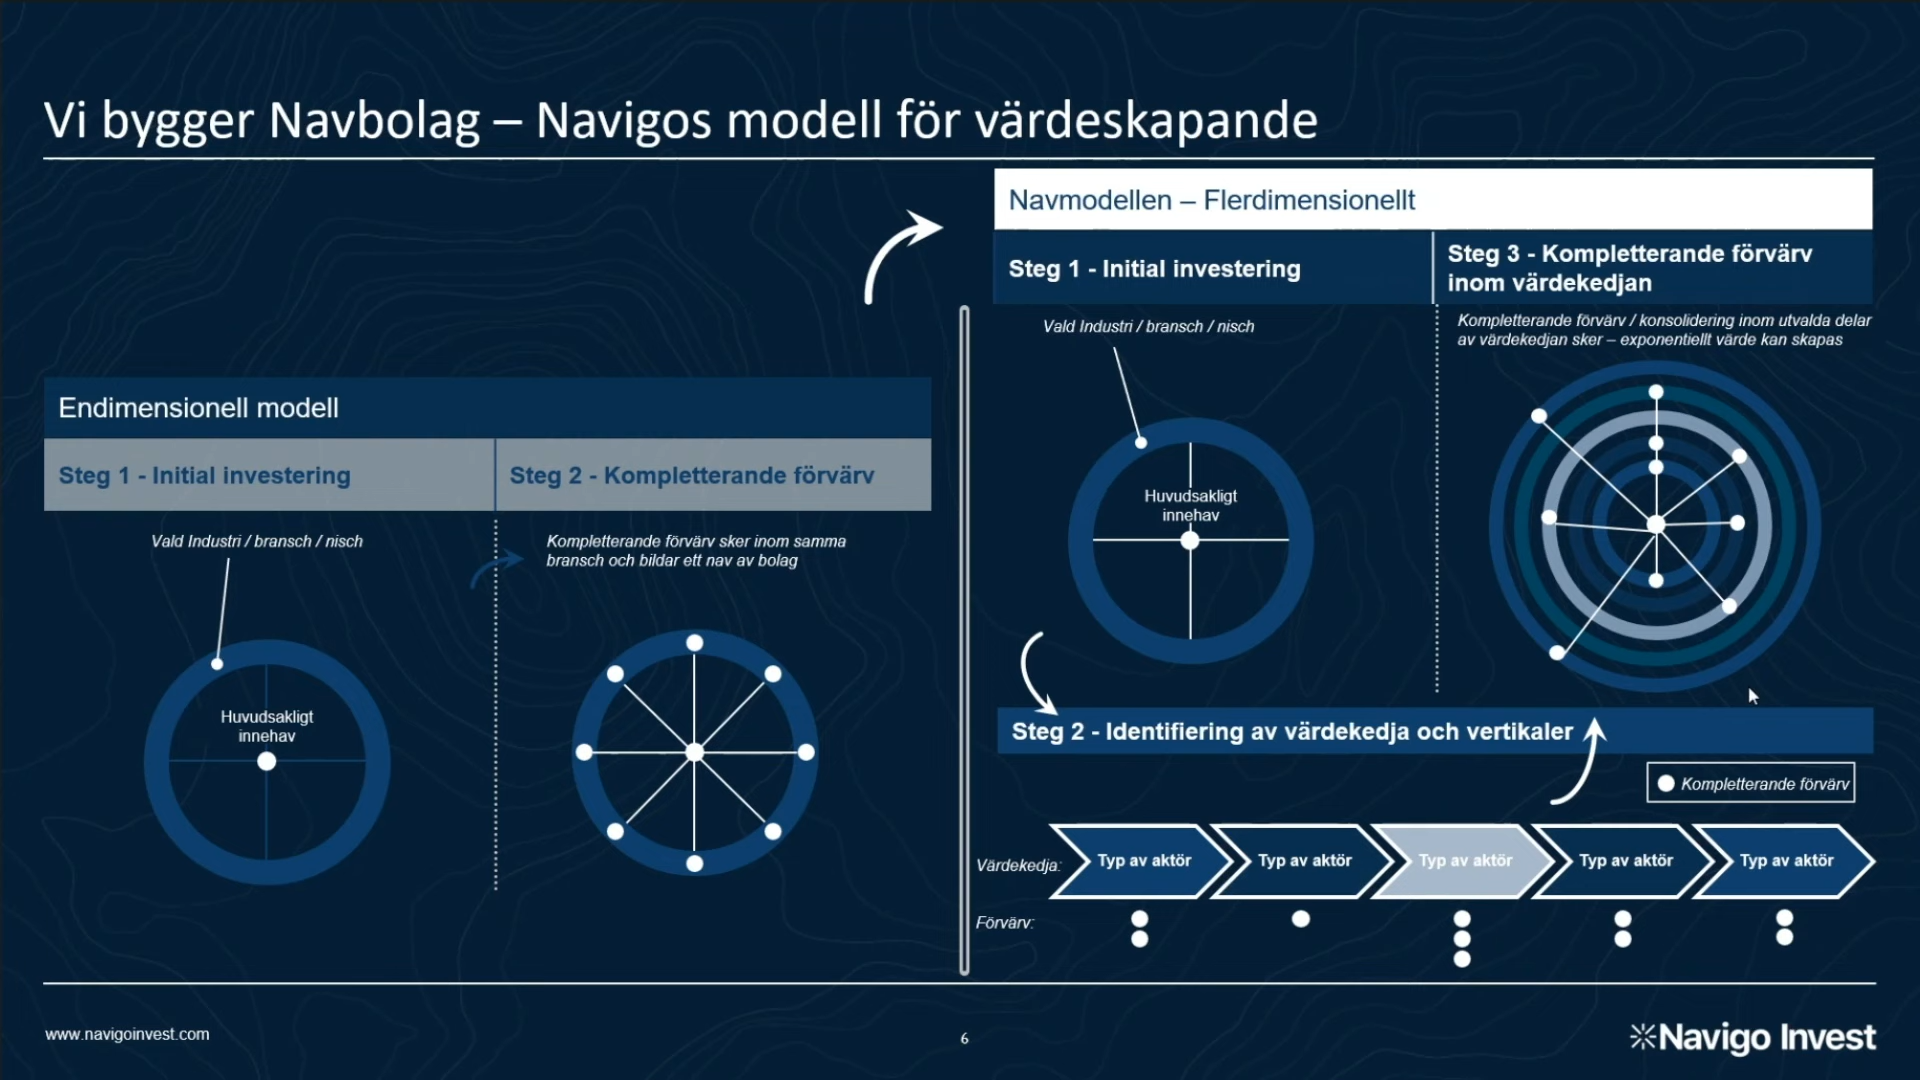 Vi bygger Navbolag – Navigos modell för värdeskapande
Endimensionell modell
Steg 1 - Initial investering
Steg 2 - Kompletterande förvärv
Vald Industri / bransch / nisch
Huvudsakligt
innehav
Kompletterande förvärv sker inom samma
bransch och bildar ett nav av bolag
Navmodellen – Flerdimensionellt
Steg 1 - Initial investering
Steg 3 - Kompletterande förvärv
inom värdekedjan
Vald Industri / bransch / nisch
Huvudsakligt
innehav
Kompletterande förvärv / konsolidering inom utvalda delar
av värdekedjan sker – exponentiellt värde kan skapas
Steg 2 - Identifiering av värdekedja och vertikaler
Kompletterande förvärv
Värdekedja:
Typ av aktör
Typ av aktör
Typ av aktör
Typ av aktör
Typ av aktör
Förvärv:
www.navigoinvest.com
6
Navigo Invest